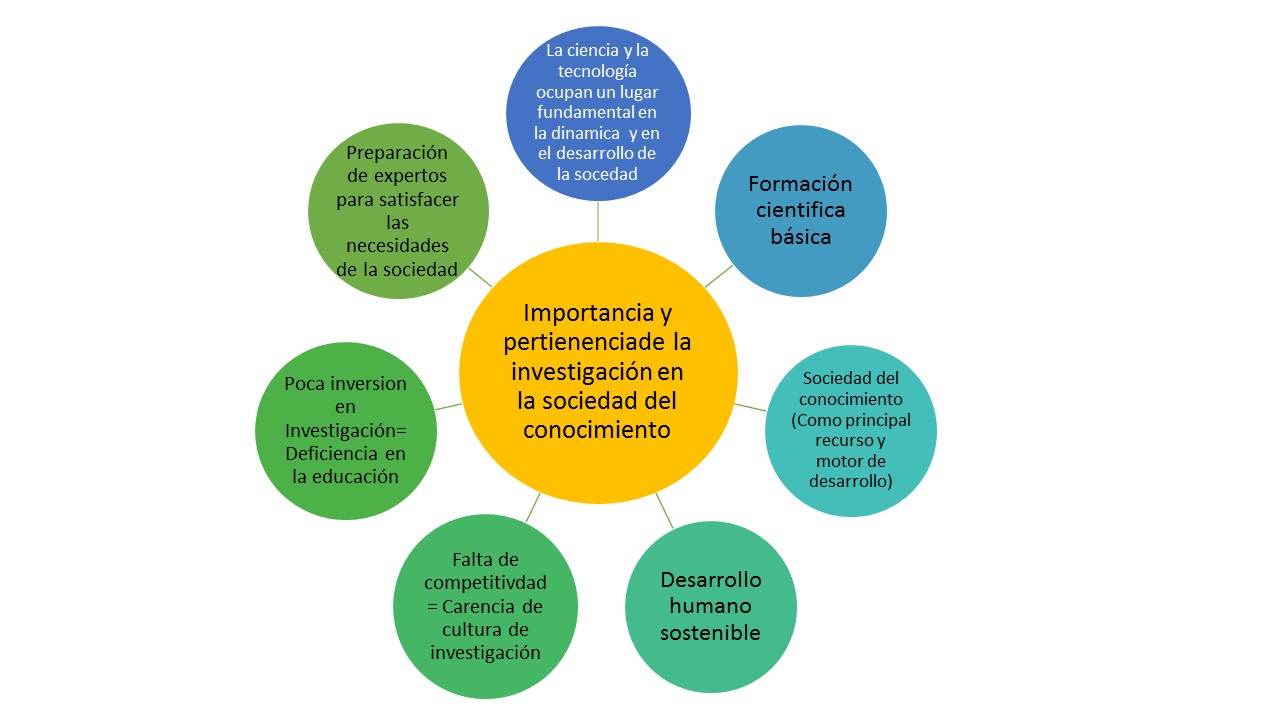 La ciencia y la
tecnología
ocupan un lugar
fundamental en
la dinamica y en
el desarrollo de
la socedad
Formación
cientifica
básica
Sociedad del
conocimiento
(Como principal
recurso y
motor de
desarrollo)
Desarrollo
humano
sostenible
Falta de
competitivdad
= Carencia de
cultura de
investigación
Poca inversion
en
Investigación=
Deficiencia en
la educación
Preparación
de expertos
para satisfacer
las
necesidades
de la sociedad
Importancia y
pertienenciade la
investigación en
la sociedad del
conocimiento